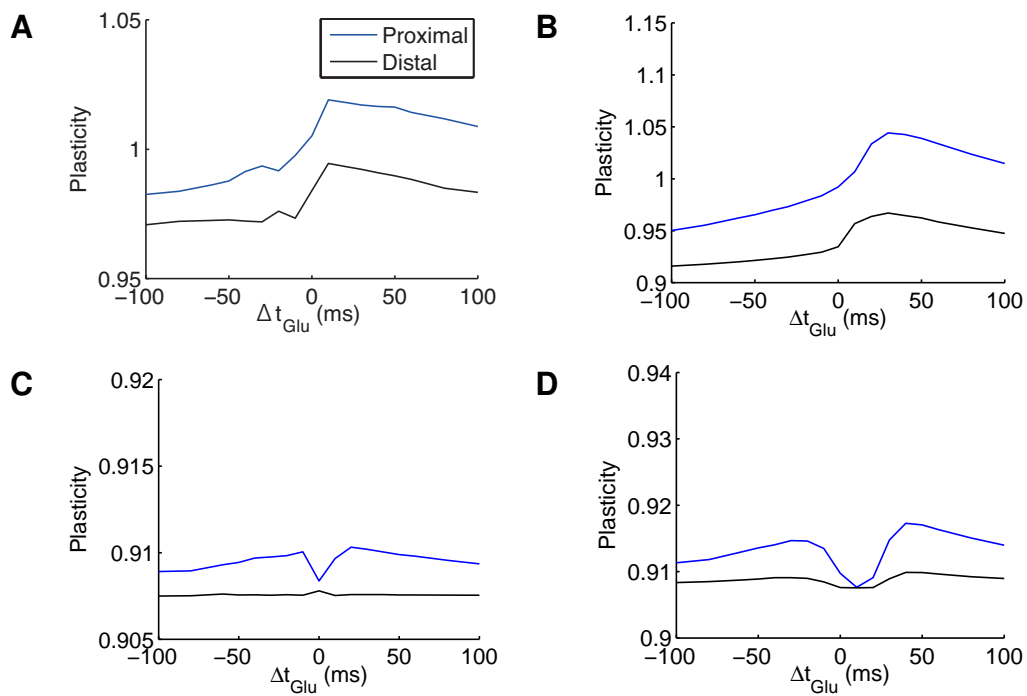 A
1.05
1
0.95
Plasticity
Proximal
Distal
−100 −50 0 50 100
Δ t_Glu (ms)
B
1.15
1.1
1.05
1
0.95
0.9
Plasticity
−100 −50 0 50 100
Δt_Glu (ms)
C
0.92
0.915
0.91
0.905
Plasticity
−100 −50 0 50 100
Δt_Glu (ms)
D
0.94
0.93
0.92
0.91
0.9
Plasticity
−100 −50 0 50 100
Δt_Glu (ms)